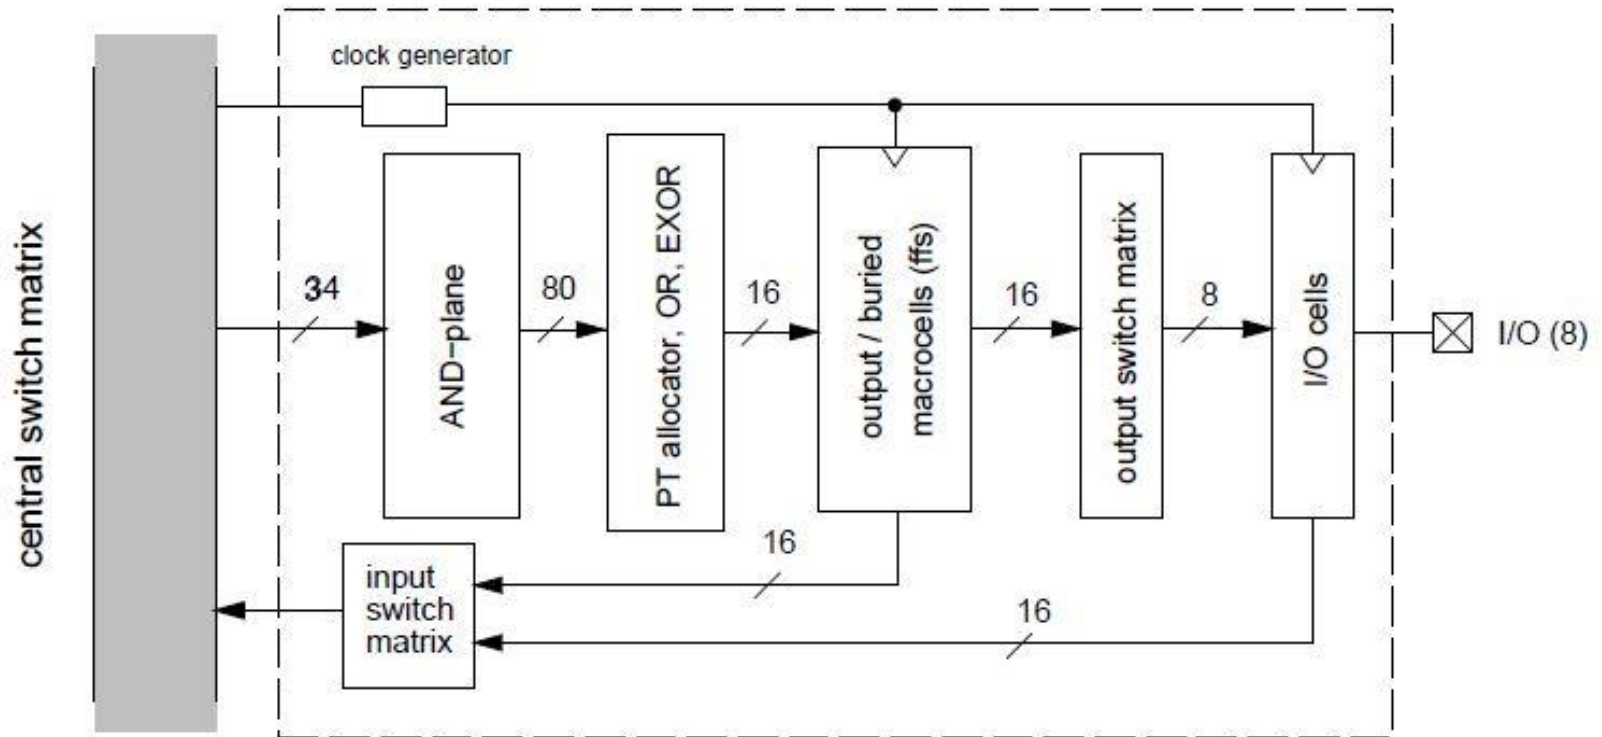 clock generator
central switch matrix
34
AND-plane
80
PT allocator, OR, EXOR
16
output / buried
macrocells (ffs)
16
output switch matrix
8
I/O cells
I/O (8)
16
input
switch
matrix
16